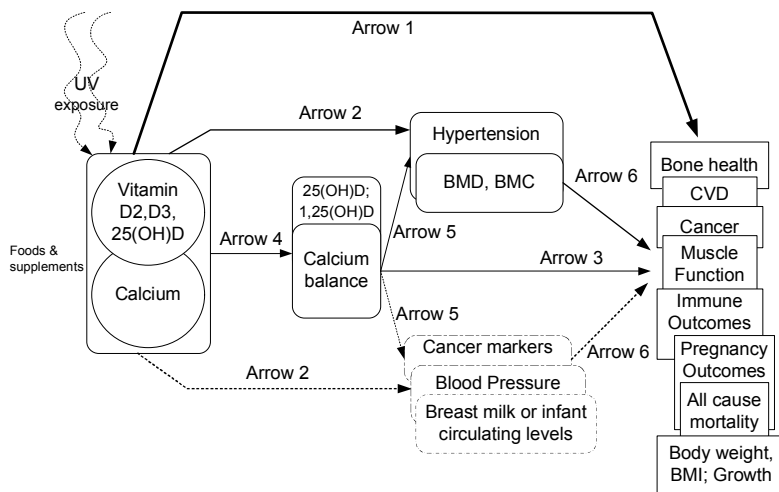 Arrow 1
UV
exposure
Arrow 2
Hypertension
BMD, BMC
Bone health
CVD
Cancer
Muscle
Function
Immune
Outcomes
Pregnancy
Outcomes
All cause
mortality
Body weight,
BMI; Growth
Vitamin
D2,D3,
25(OH)D
Foods &
supplements
Calcium
Arrow 4
25(OH)D;
1,25(OH)D
Calcium
balance
Arrow 5
Arrow 6
Arrow 3
Arrow 5
Cancer markers
Arrow 6
Arrow 2
Blood Pressure
Breast milk or infant
circulating levels